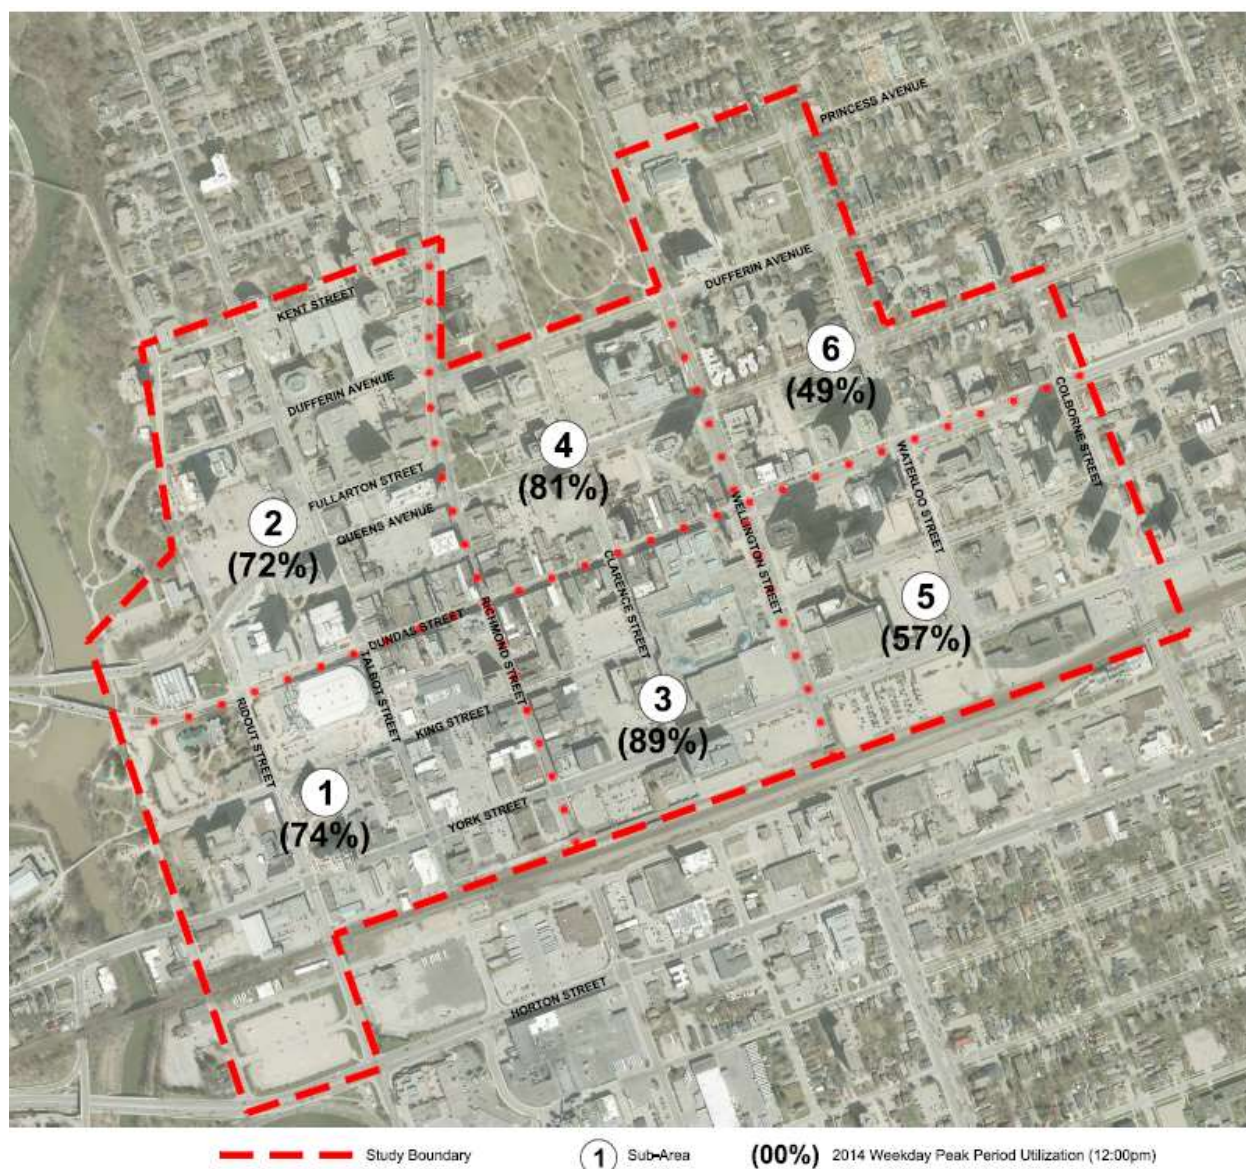 PRINCESS AVENUE
DUFFERIN AVENUE
KENT STREET
6
(49%)
DUFFERIN AVENUE
COLBORNE STREET
4
(81%)
WATERLOO STREET
FULLARTON STREET
2
(72%)
QUEENS AVENUE
WELLINGTON STREET
CLARENCE STREET
5
(57%)
RICHMOND STREET
DUNDAS STREET
TALBOT STREET
3
(89%)
RIDOUT STREET
KING STREET
1
(74%)
YORK STREET
HORTON STREET
Study Boundary
1 Sub-Area
(00%) 2014 Weekday Peak Period Utilization (12:00pm)